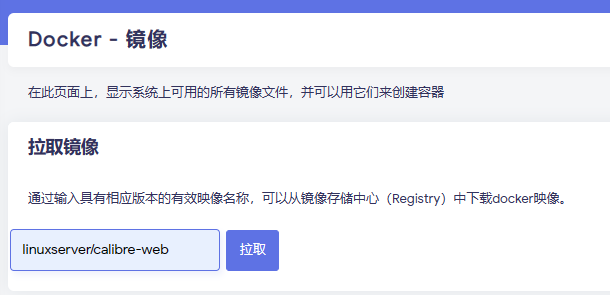 Docker - 镜像
在此页面上，显示系统上可用的所有镜像文件，并可以用它们来创建容器
拉取镜像
通过输入具有相应版本的有效映像名称，可以从镜像存储中心（Registry）中下载docker映像。
linuxserver/calibre-web
拉取